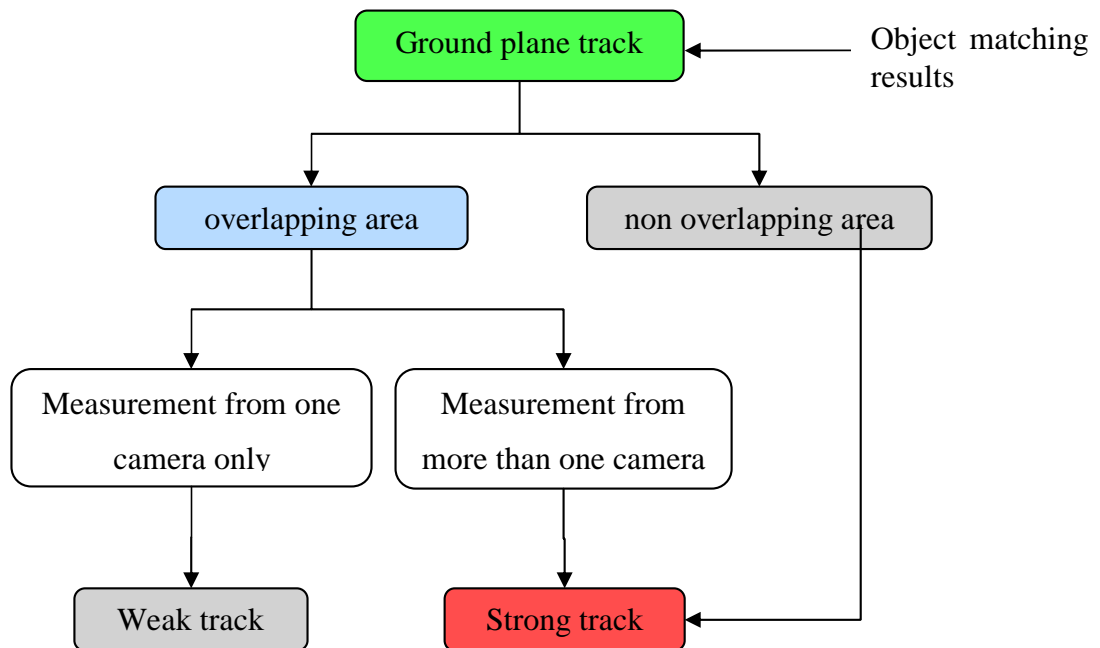 Ground plane track
Object matching
results
overlapping area
non overlapping area
Measurement from one
camera only
Measurement from
more than one camera
Weak track
Strong track